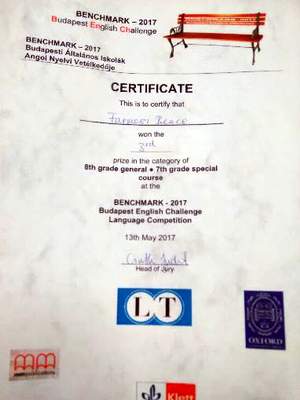 BENCHMARK – 2017
Budapest English Challenge
BENCHMARK – 2017
Budapesti Általános Iskolák
Angol Nyelvi Vetélkedője
CERTIFICATE
This is to certify that
won the
3rd
prize in the category of
8th grade general ● 7th grade special
course
at the
BENCHMARK - 2017
Budapest English Challenge
Language Competition
13th May 2017
Head of Jury
LT
OXFORD
Klett